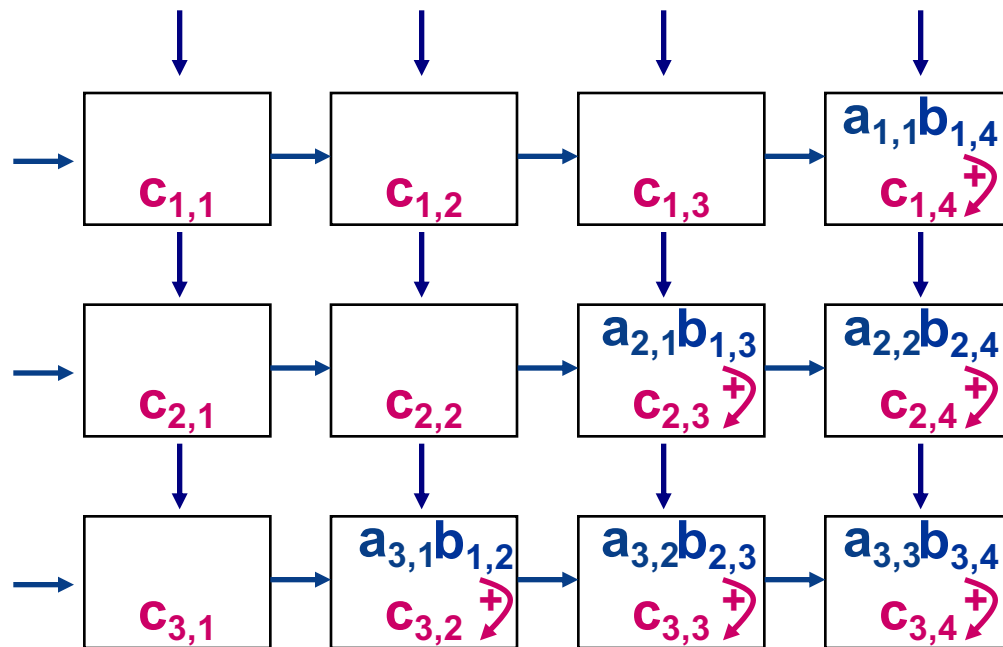 a1,1b1,4
c1,1 c1,2 c1,3 c1,4 +
a2,1b1,3 a2,2b2,4
c2,1 c2,2 c2,3 + c2,4 +
a3,1b1,2 a3,2b2,3 a3,3b3,4
c3,1 c3,2 + c3,3 + c3,4 +